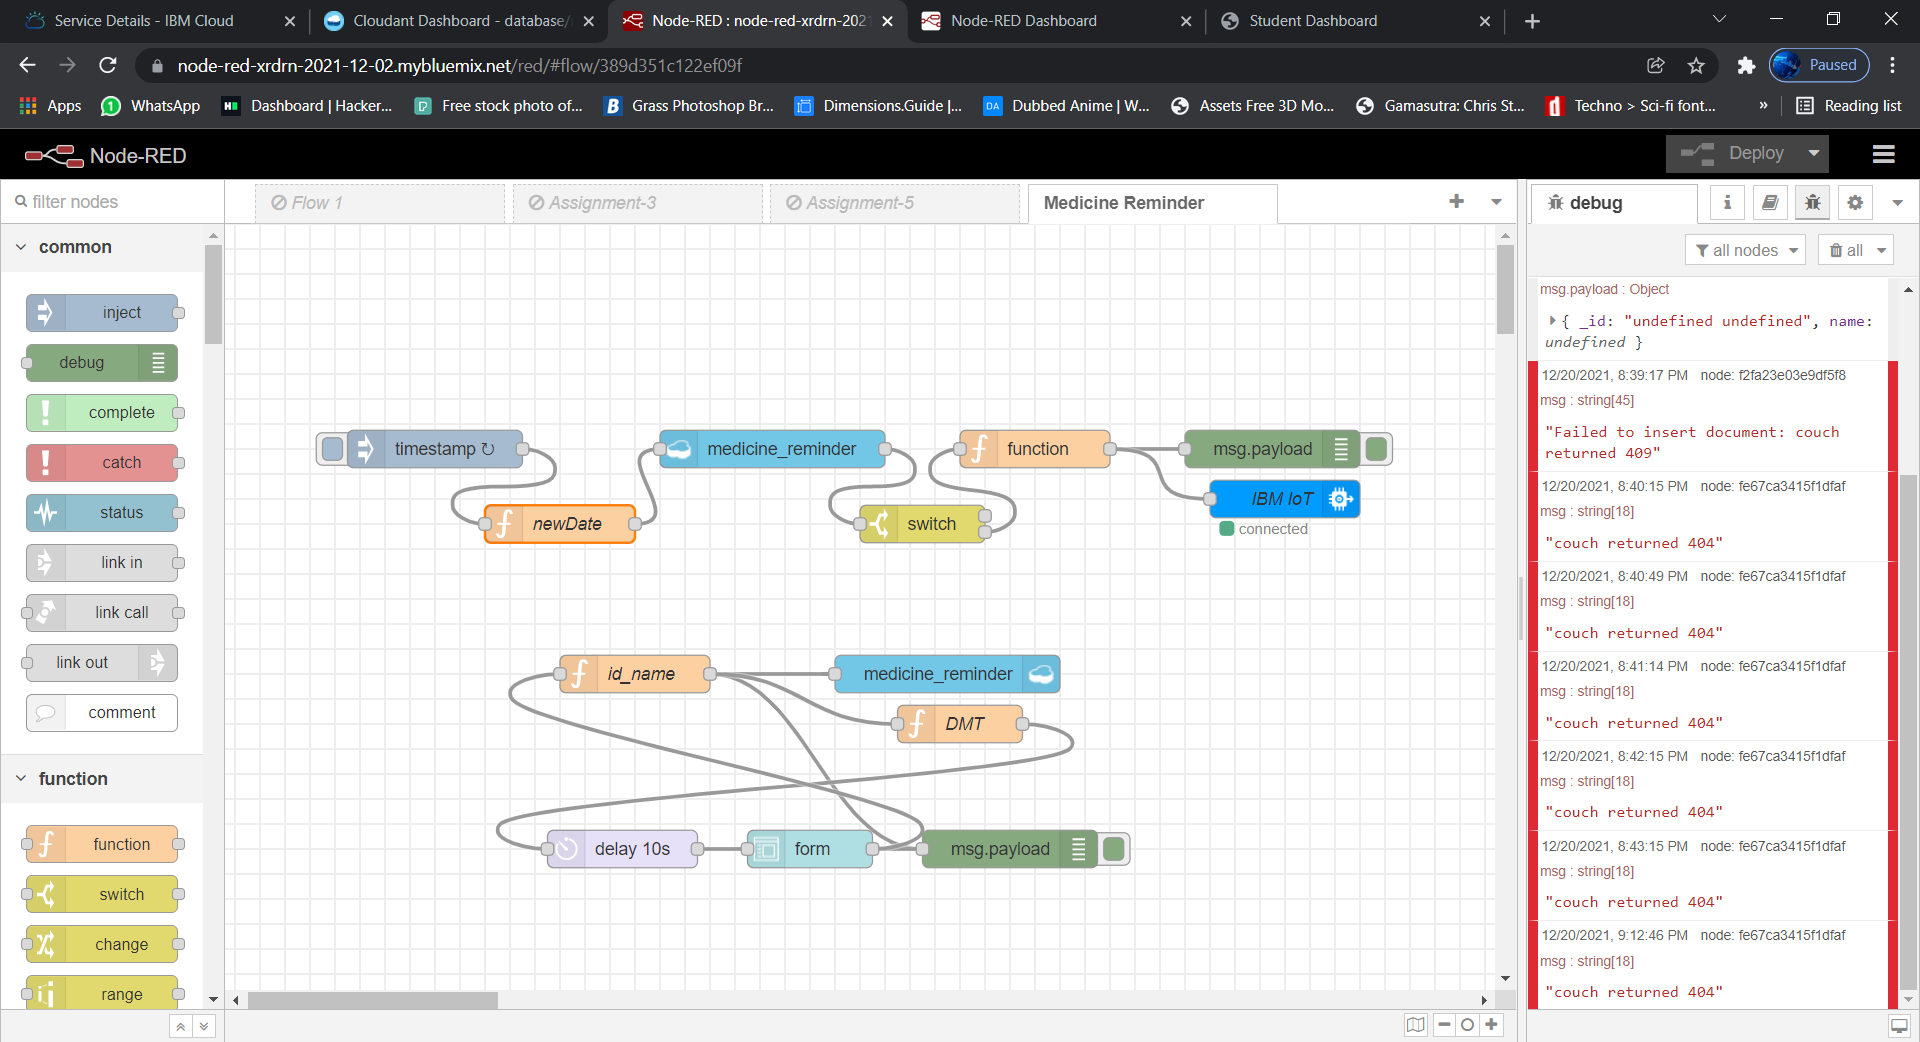 Service Details - IBM Cloud
Cloudant Dashboard - database/
Node-RED : node-red-xrdrn-2021
Node-RED Dashboard
Student Dashboard
node-red-xrdrn-2021-12-02.mybluemix.net/red/#flow/389d351c122ef09f
Paused
Apps
WhatsApp
Dashboard | Hacker...
Free stock photo of...
Grass Photoshop Br...
Dimensions.Guide |...
Dubbed Anime | W...
Assets Free 3D Mo...
Gamasutra: Chris St...
Techno > Sci-fi font...
»
Reading list
Node-RED
Deploy
filter nodes
Flow 1
Assignment-3
Assignment-5
Medicine Reminder
debug
all nodes
all
common
inject
debug
complete
catch
status
link in
link call
link out
comment
function
function
switch
change
range
timestamp ↻
newDate
medicine_reminder
switch
function
msg.payload
IBM IoT
connected
id_name
medicine_reminder
DMT
delay 10s
form
msg.payload
msg.payload : Object
{ _id: "undefined undefined", name:
undefined }
12/20/2021, 8:39:17 PM node: f2fa23e03e9df5f8
msg : string[45]
"Failed to insert document: couch
returned 409"
12/20/2021, 8:40:15 PM node: fe67ca3415f1dfaf
msg : string[18]
"couch returned 404"
12/20/2021, 8:40:49 PM node: fe67ca3415f1dfaf
msg : string[18]
"couch returned 404"
12/20/2021, 8:41:14 PM node: fe67ca3415f1dfaf
msg : string[18]
"couch returned 404"
12/20/2021, 8:42:15 PM node: fe67ca3415f1dfaf
msg : string[18]
"couch returned 404"
12/20/2021, 8:43:15 PM node: fe67ca3415f1dfaf
msg : string[18]
"couch returned 404"
12/20/2021, 9:12:46 PM node: fe67ca3415f1dfaf
msg : string[18]
"couch returned 404"